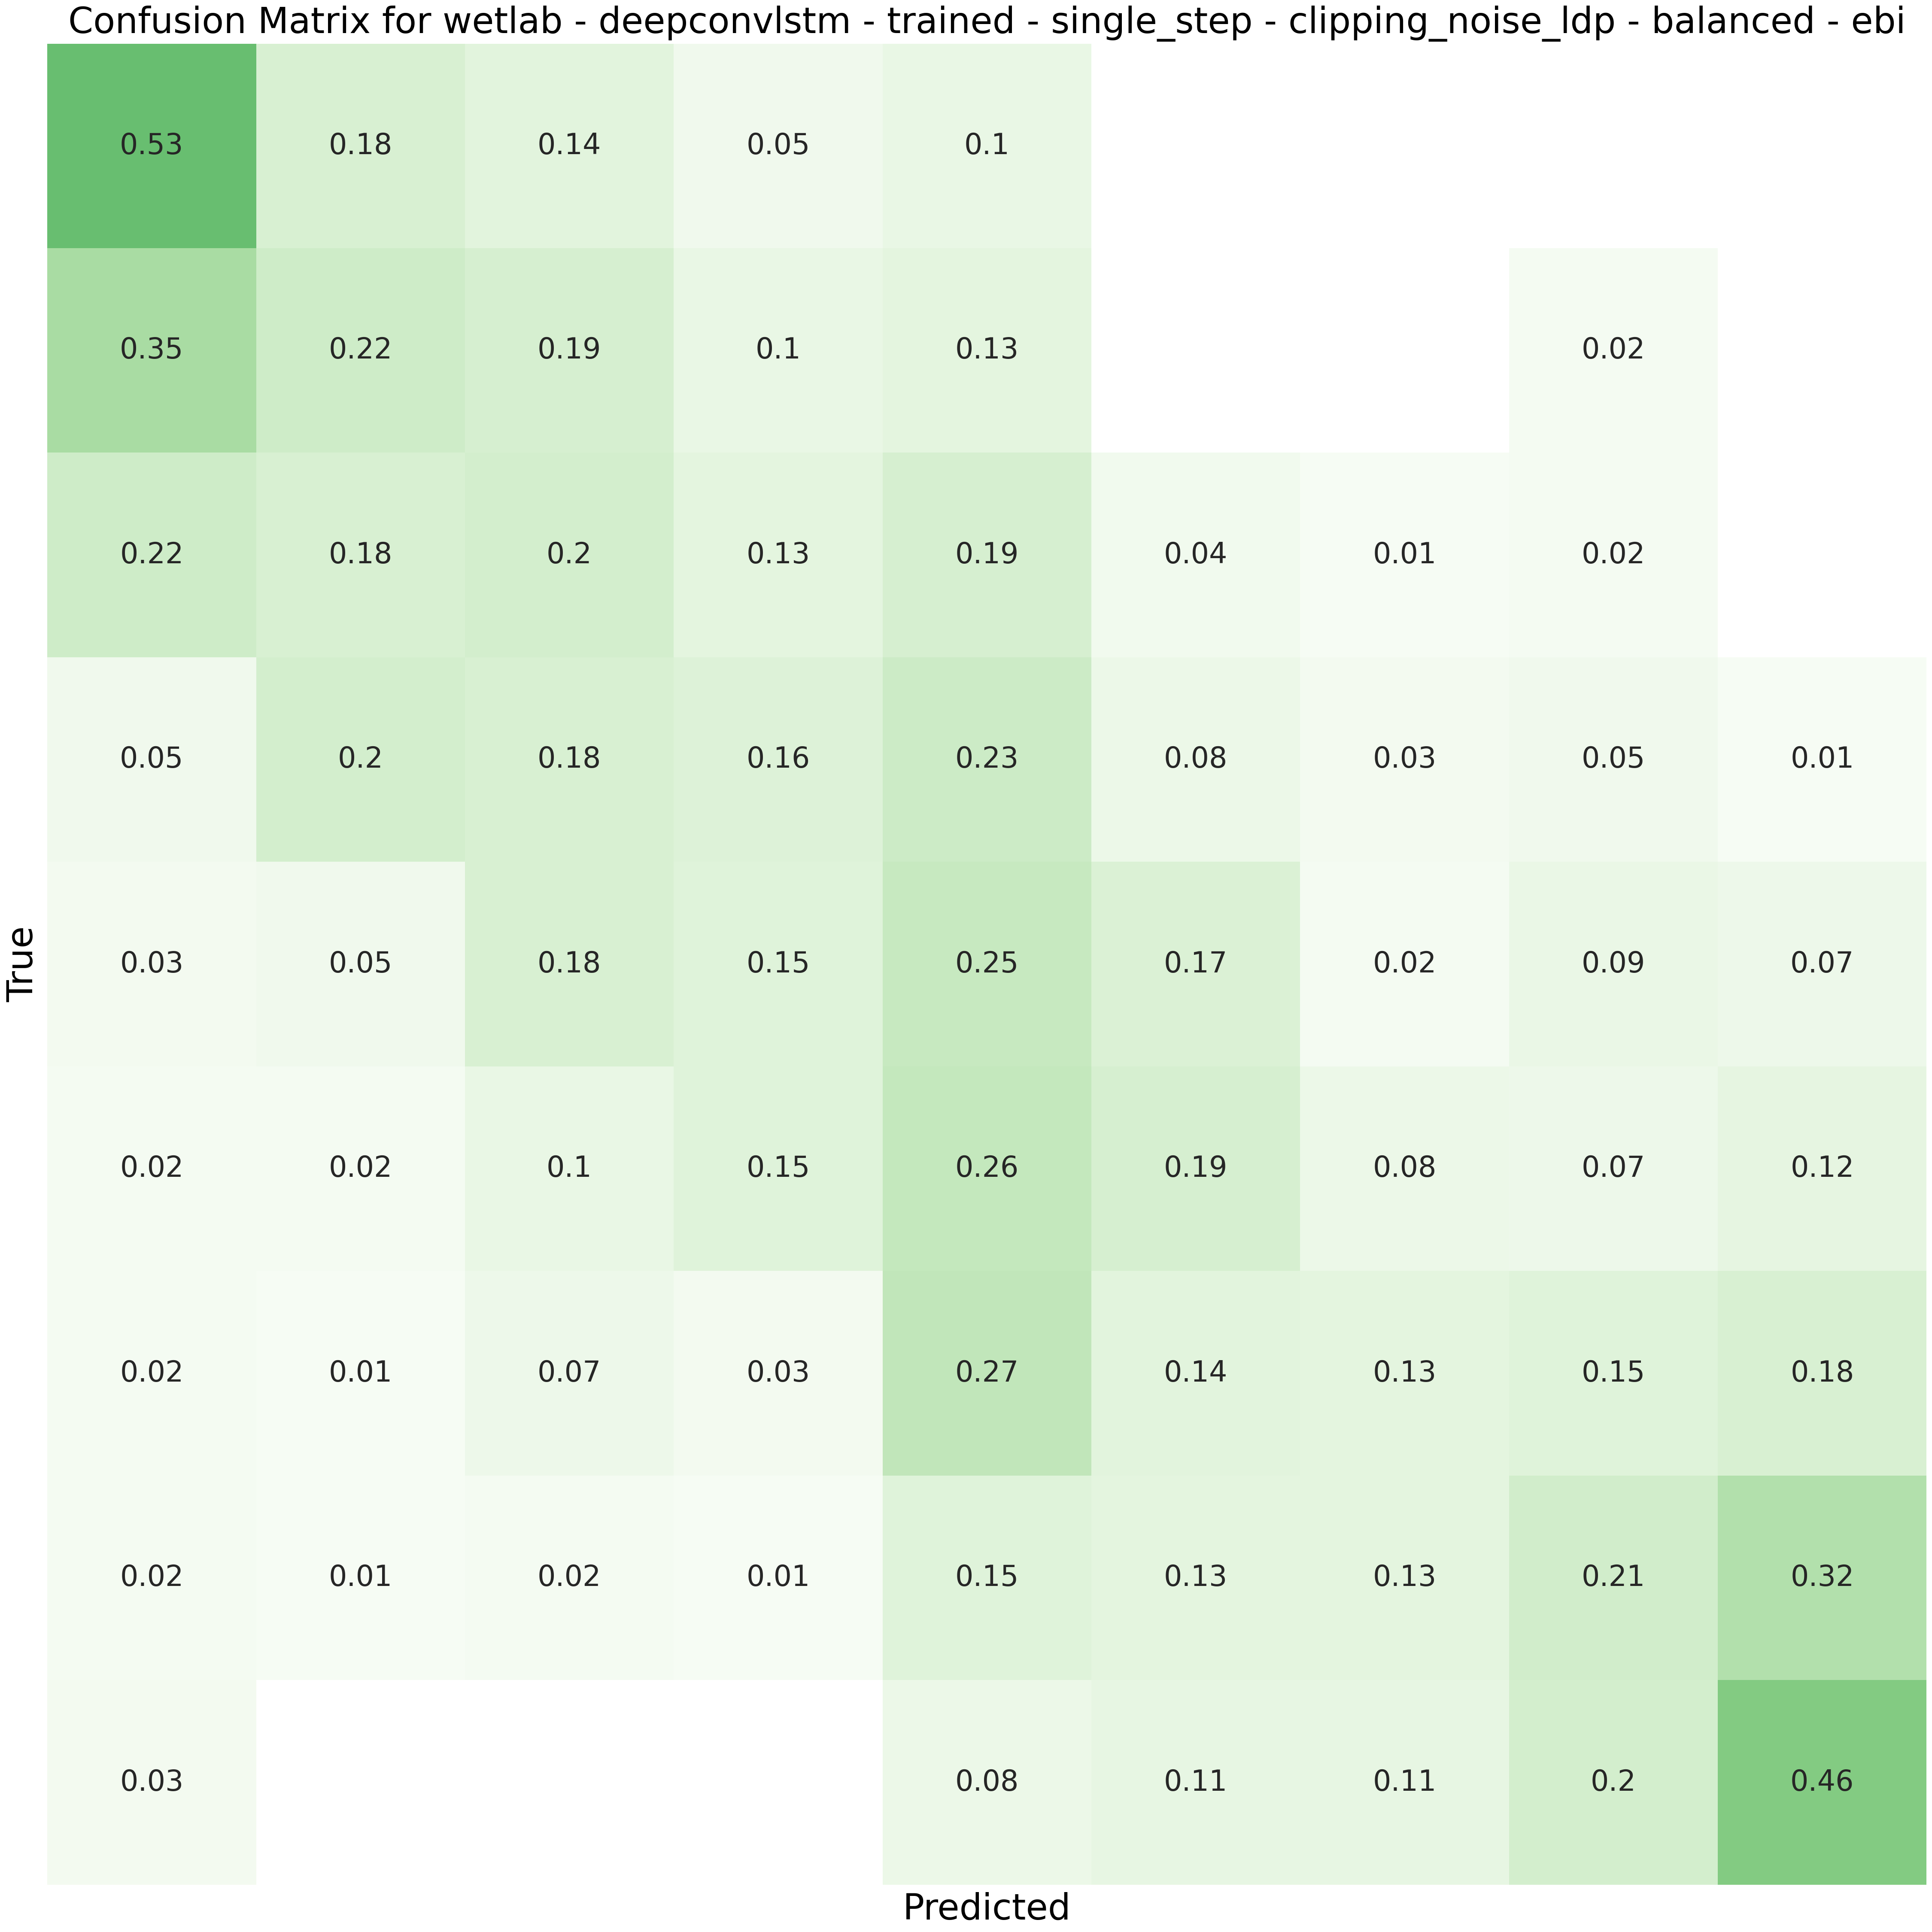 Confusion Matrix for wetlab - deepconvlstm - trained - single_step - clipping_noise_ldp - balanced - ebi
0.53 0.18 0.14 0.05 0.1
0.35 0.22 0.19 0.1 0.13 0.02
0.22 0.18 0.2 0.13 0.19 0.04 0.01 0.02
0.05 0.2 0.18 0.16 0.23 0.08 0.03 0.05 0.01
True
0.03 0.05 0.18 0.15 0.25 0.17 0.02 0.09 0.07
0.02 0.02 0.1 0.15 0.26 0.19 0.08 0.07 0.12
0.02 0.01 0.07 0.03 0.27 0.14 0.13 0.15 0.18
0.02 0.01 0.02 0.01 0.15 0.13 0.13 0.21 0.32
0.03 0.08 0.11 0.11 0.2 0.46
Predicted